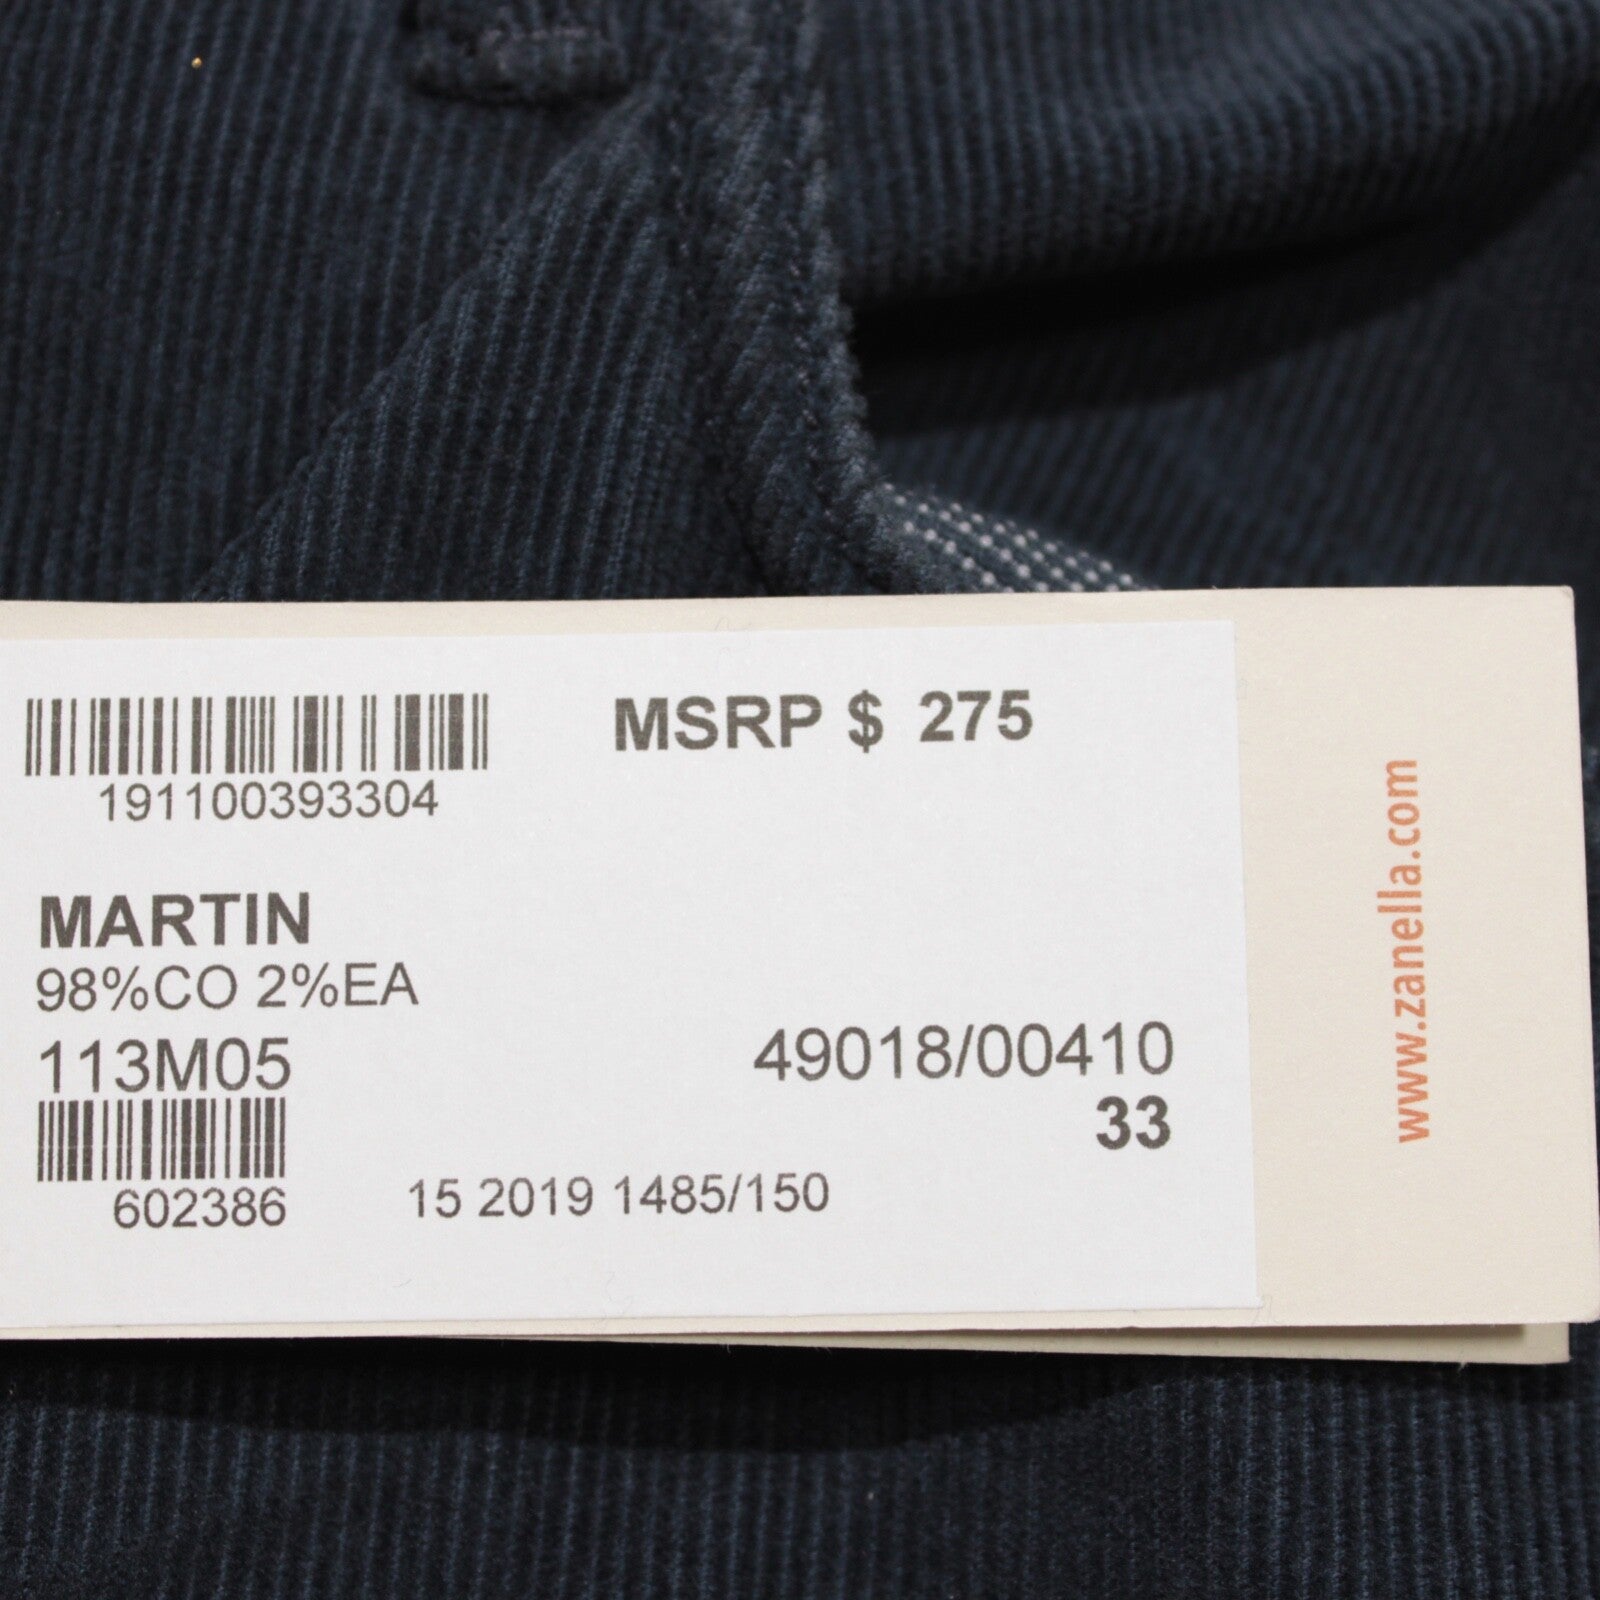 MSRP $ 275
191100393304
MARTIN
98%CO 2%EA
113M05
49018/00410
33
602386
15 2019 1485/150
www.zanella.com